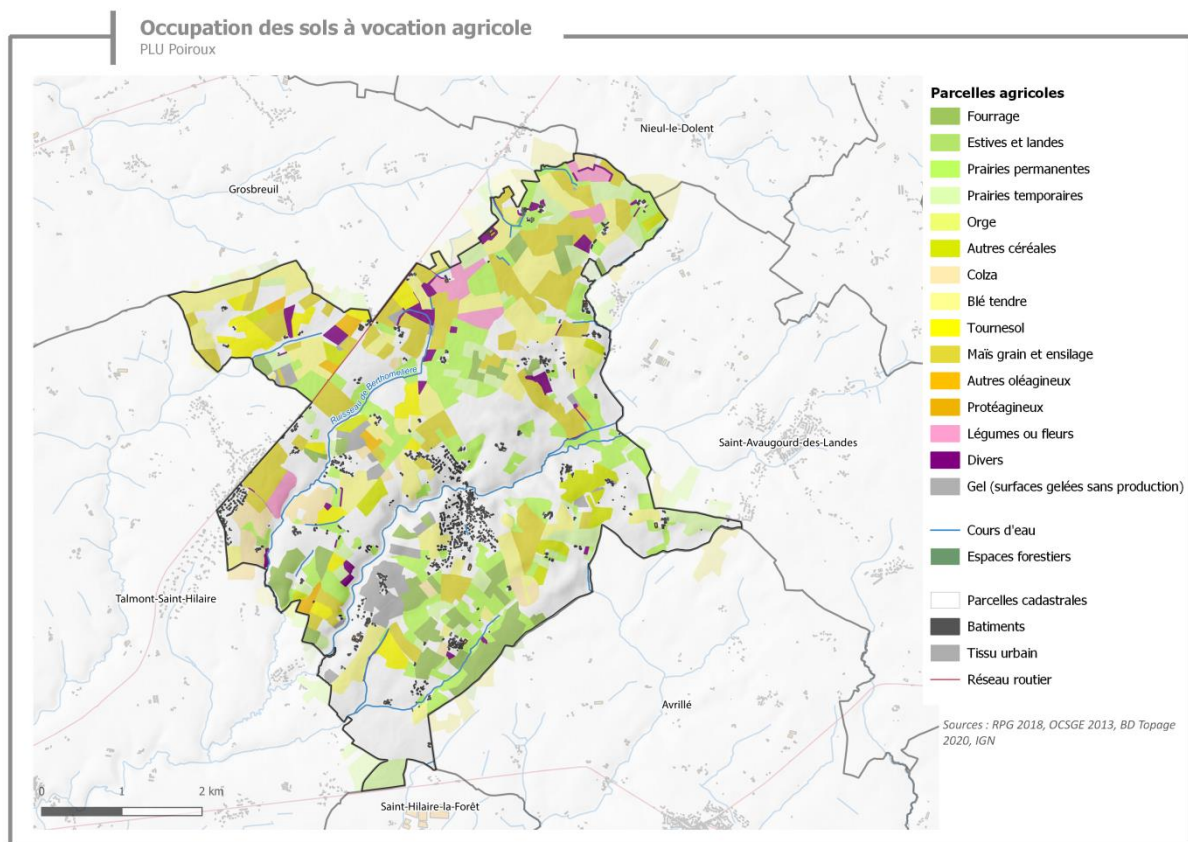 Occupation des sols à vocation agricole
PLU Poiroux
Nieul-le-Dolent
Grosbreuil
Ruisseau de Berthomelière
Saint-Avaugourd-des-Landes
Talmont-Saint-Hilaire
Avrillé
Saint-Hilaire-la-Forêt
0 1 2 km
Parcelles agricoles
Fourrage
Estives et landes
Prairies permanentes
Prairies temporaires
Orge
Autres céréales
Colza
Blé tendre
Tournesol
Maïs grain et ensilage
Autres oléagineux
Protéagineux
Légumes ou fleurs
Divers
Gel (surfaces gelées sans production)
Cours d'eau
Espaces forestiers
Parcelles cadastrales
Batiments
Tissu urbain
Réseau routier
Sources : RPG 2018, OCSGE 2013, BD Topage
2020, IGN